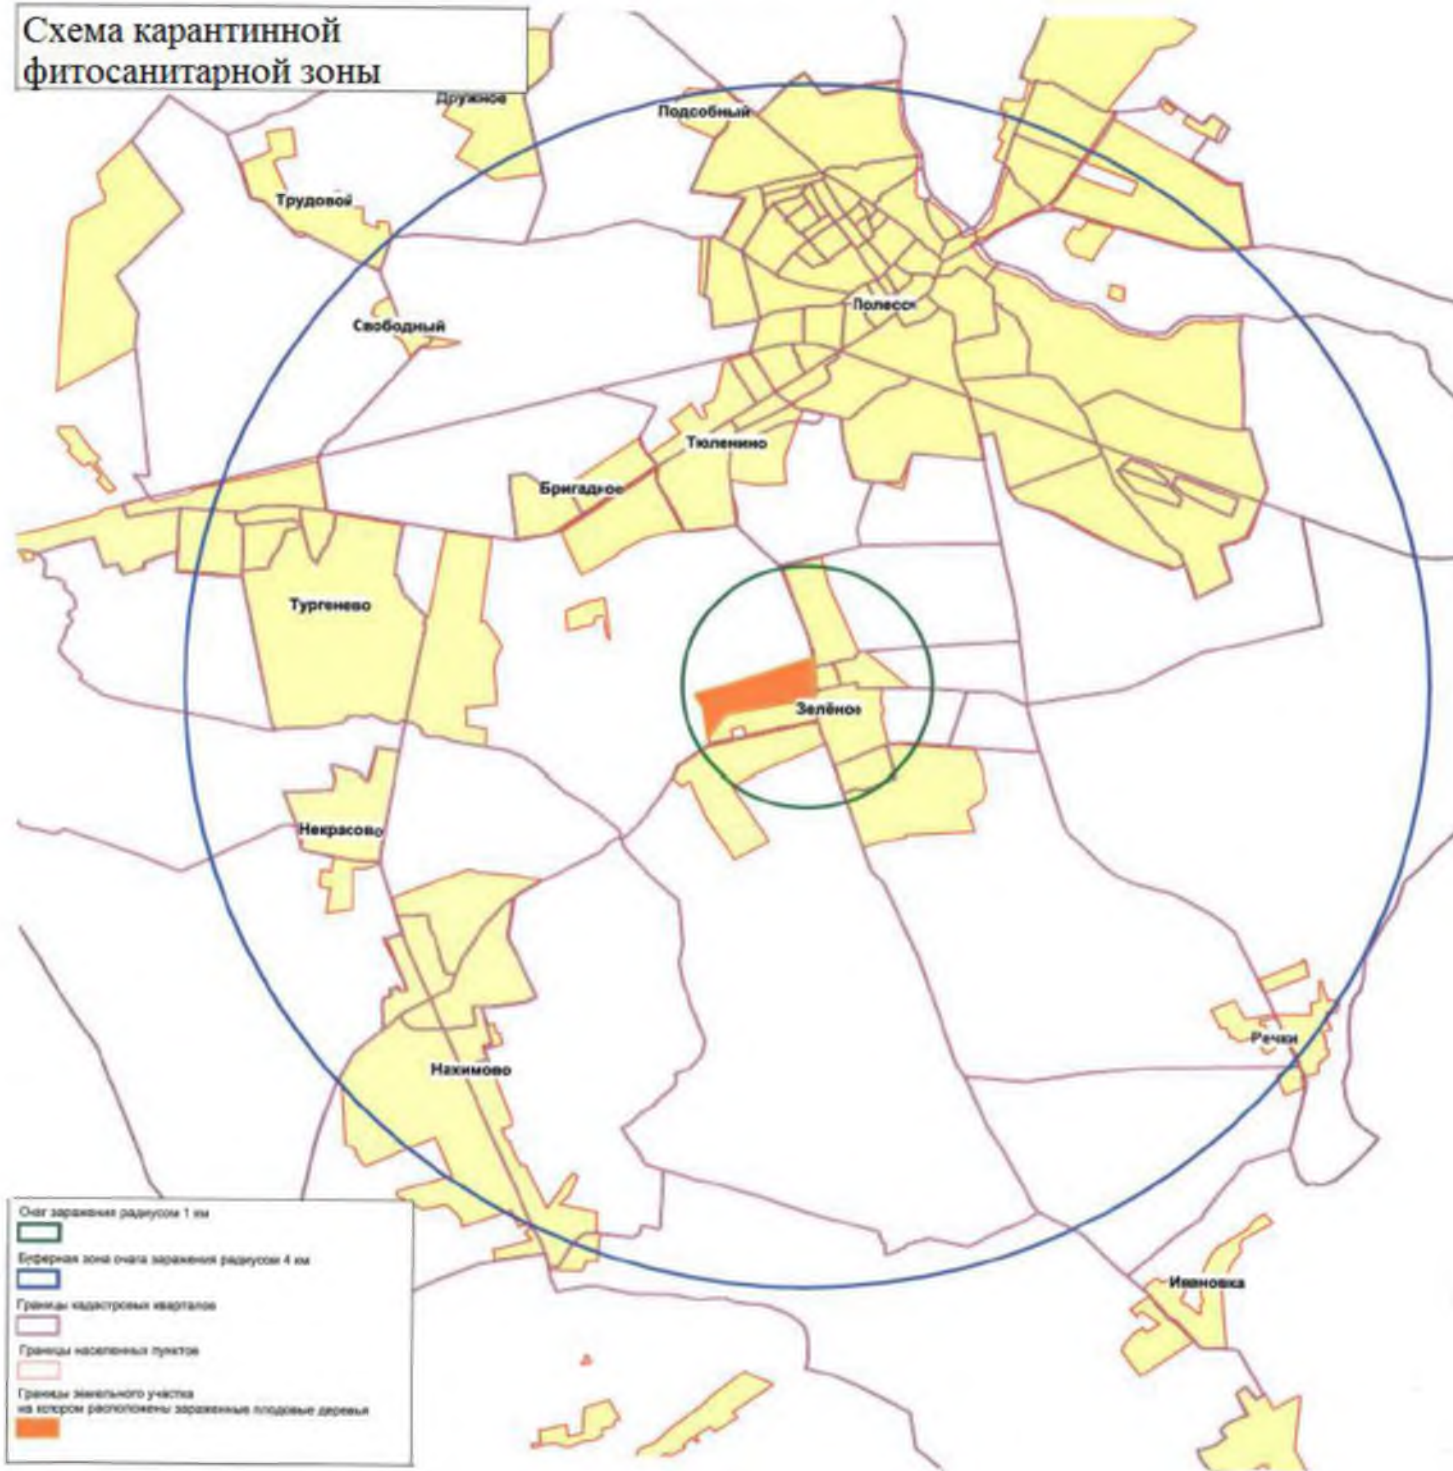 Схема карантинной
фитосанитарной зоны
Дружное
Подсобный
Трудовой
Свободный
Полесск
Тюленино
Бригадное
Тургенево
Зелёное
Некрасово
Речки
Нахимово
Ивановка
Очаг заражения радиусом 1 км
Буферная зона очага заражения радиусом 4 км
Границы кадастровых кварталов
Границы населенных пунктов
Границы земельного участка
на котором расположены зараженные плодовые деревья